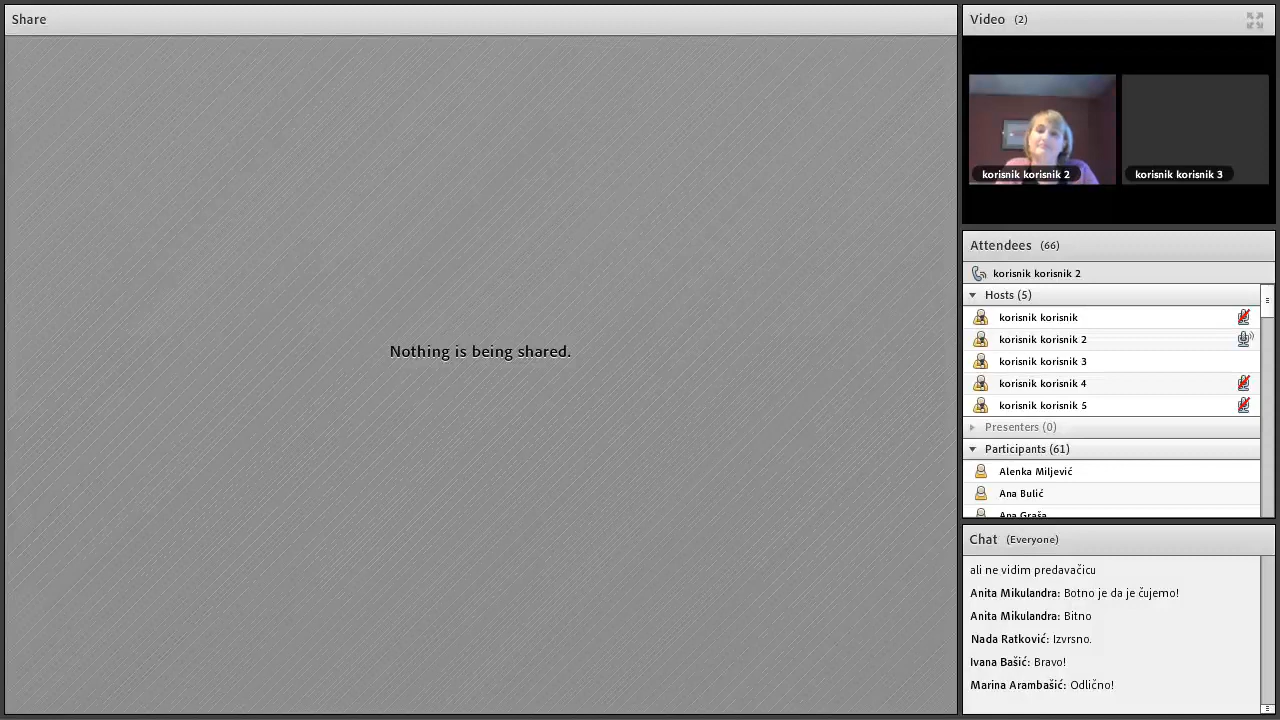 Share
Nothing is being shared.
Video (2)
korisnik korisnik 2
korisnik korisnik 3
Attendees (66)
korisnik korisnik 2
Hosts (5)
korisnik korisnik
korisnik korisnik 2
korisnik korisnik 3
korisnik korisnik 4
korisnik korisnik 5
Presenters (0)
Participants (61)
Alenka Miljević
Ana Bulić
Ana Graša
Chat (Everyone)
ali ne vidim predavačicu
Anita Mikulandra: Botno je da je čujemo!
Anita Mikulandra: Bitno
Nada Ratković: Izvrsno.
Ivana Bašić: Bravo!
Marina Arambašić: Odlično!